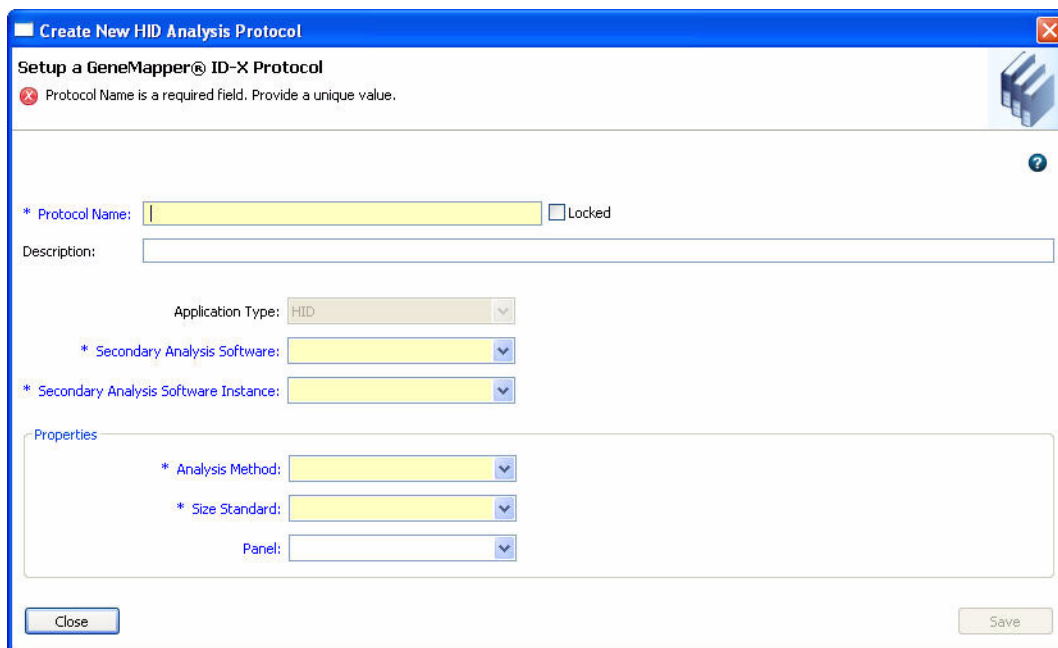 Create New HID Analysis Protocol
Setup a GeneMapper® ID-X Protocol
Protocol Name is a required field. Provide a unique value.
?
* Protocol Name: Locked
Description:
Application Type: HID
* Secondary Analysis Software:
* Secondary Analysis Software Instance:
Properties
* Analysis Method:
* Size Standard:
Panel:
Close Save